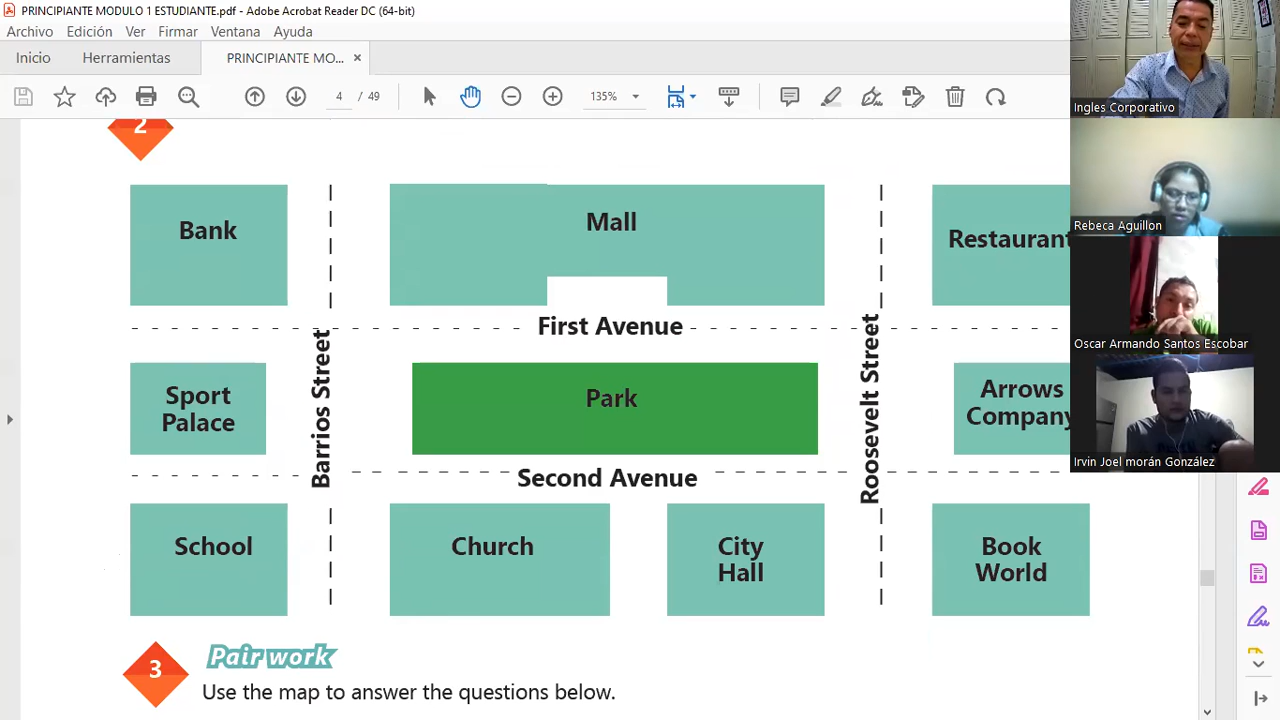 PRINCIPIANTE MODULO 1 ESTUDIANTE.pdf - Adobe Acrobat Reader DC (64-bit)
Archivo Edición Ver Firmar Ventana Ayuda
Inicio Herramientas PRINCIPIANTE MO... ×
4 / 49 135%
Ingles Corporativo
Rebeca Aguillon
Oscar Armando Santos Escobar
Irvin Joel morán González
2
Bank Mall Restaurant
First Avenue
Barrios Street
Roosevelt Street
Sport
Palace
Park
Arrows
Company
Second Avenue
School Church
City
Hall
Book
World
3 Pair work
Use the map to answer the questions below.